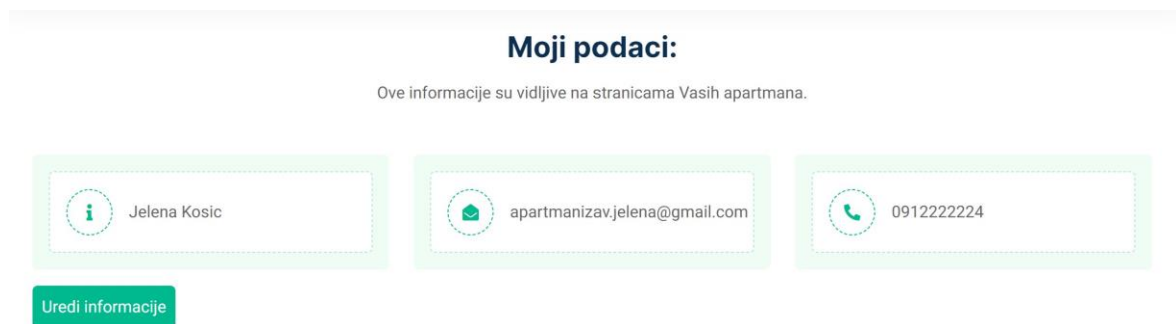 Moji podaci:
Ove informacije su vidljive na stranicama Vasih apartmana.
Jelena Kosic
apartmanizav.jelena@gmail.com
0912222224
Uredi informacije